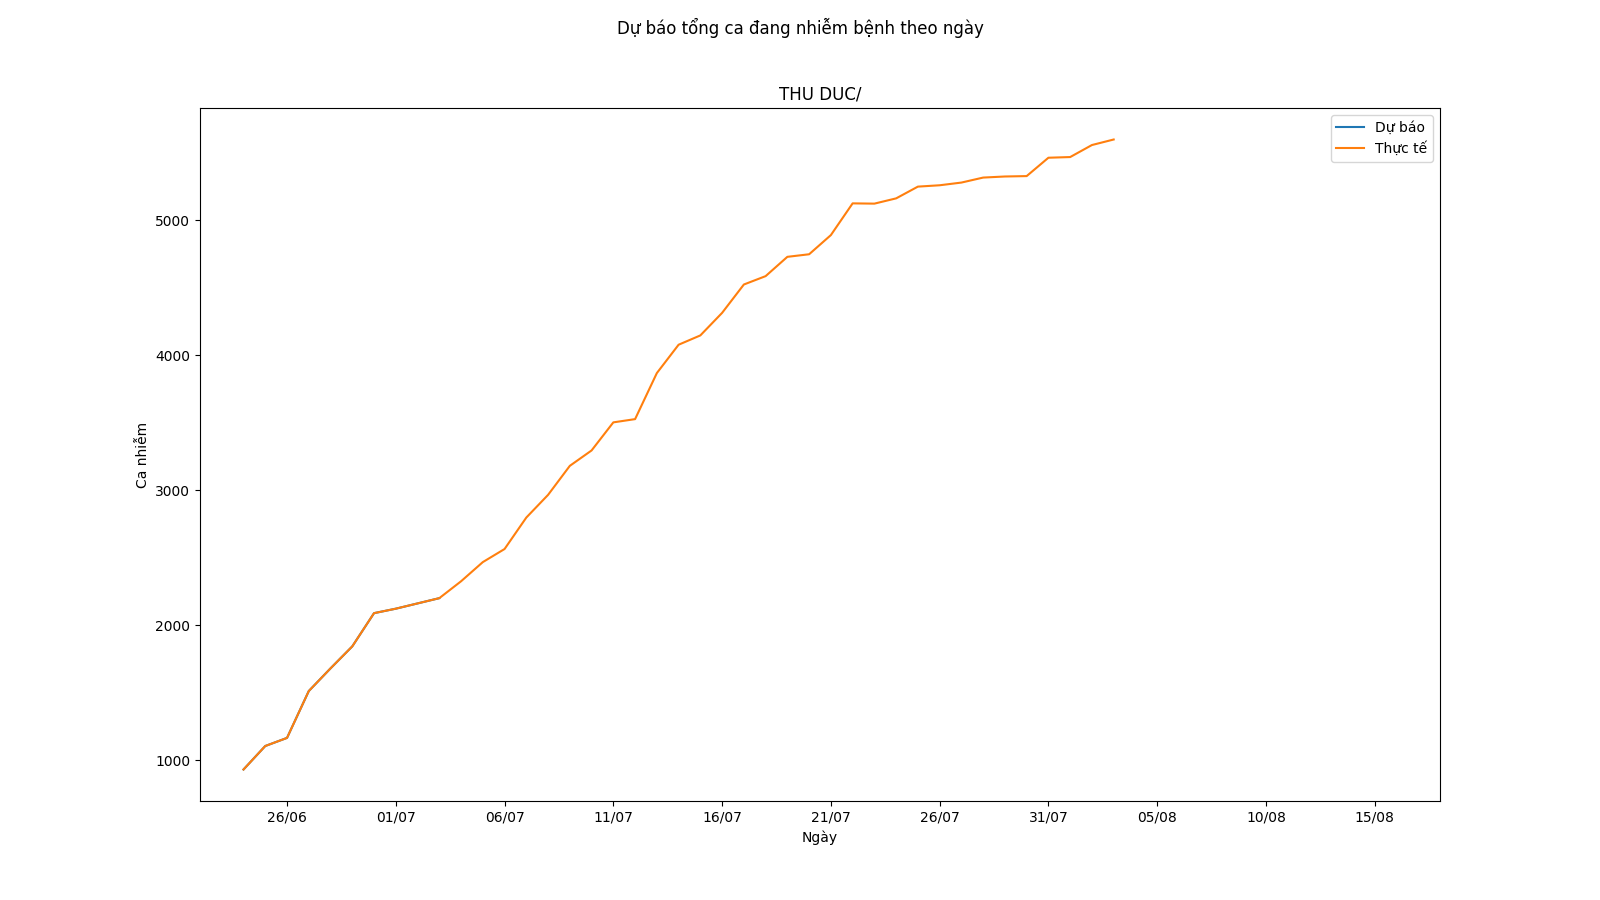 Dự báo tổng ca đang nhiễm bệnh theo ngày
THU DUC/
Dự báo
Thực tế
5000
4000
3000
2000
1000
Ca nhiễm
26/06 01/07 06/07 11/07 16/07 21/07 26/07 31/07 05/08 10/08 15/08
Ngày